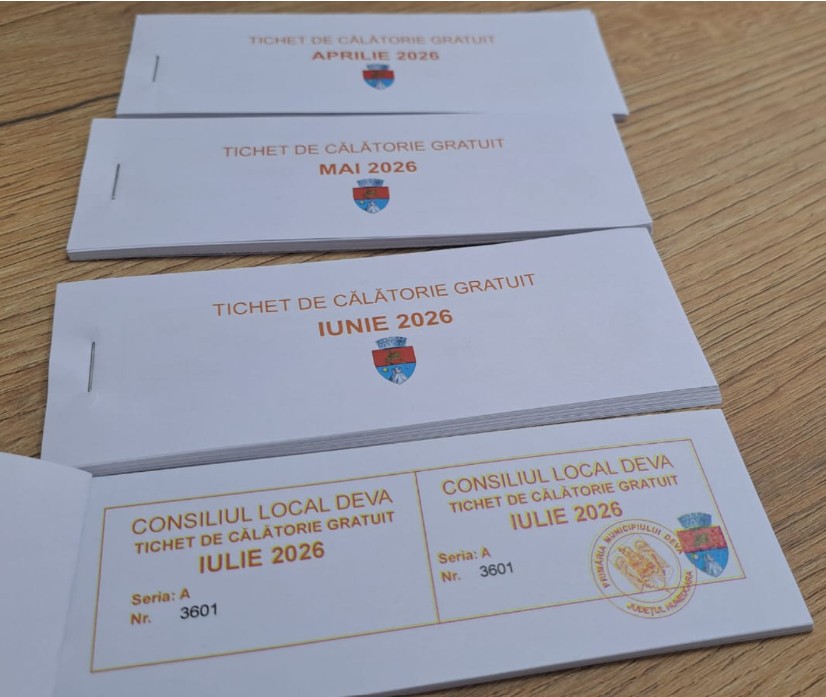 TICHET DE CĂLĂTORIE GRATUIT
APRILIE 2026
TICHET DE CĂLĂTORIE GRATUIT
MAI 2026
TICHET DE CĂLĂTORIE GRATUIT
IUNIE 2026
CONSILIUL LOCAL DEVA
TICHET DE CĂLĂTORIE GRATUIT
IULIE 2026
Seria: A
Nr. 3601
CONSILIUL LOCAL DEVA
TICHET DE CĂLĂTORIE GRATUIT
IULIE 2026
Seria: A
Nr. 3601
PRIMĂRIA MUNICIPIULUI DEVA
JUDEȚUL HUNEDOARA